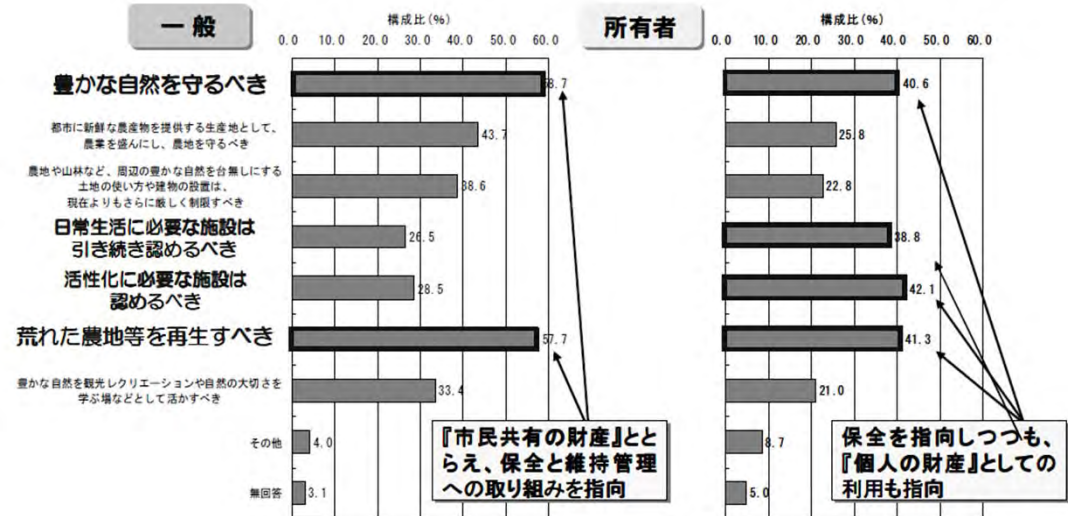 一般
構成比(%)
0.0 10.0 20.0 30.0 40.0 50.0 60.0
所有者
構成比(%)
0.0 10.0 20.0 30.0 40.0 50.0 60.0
豊かな自然を守るべき
58.7
40.6
都市に新鮮な農産物を提供する生産地として、
農業を盛んにし、農地を守るべき
43.7
25.8
農地や山林など、周辺の豊かな自然を台無しにする
土地の使い方や建物の設置は、
現在よりもさらに厳しく制限すべき
38.6
22.8
日常生活に必要な施設は
引き続き認めるべき
26.5
38.8
活性化に必要な施設は
認めるべき
28.5
42.1
荒れた農地等を再生すべき
57.7
41.3
豊かな自然を観光レクリエーションや自然の大切さを
学ぶ場などとして活かすべき
33.4
21.0
その他
4.0
8.7
無回答
3.1
5.0
『市民共有の財産』とと
らえ、保全と維持管理
への取り組みを指向
保全を指向しつつも、
『個人の財産』としての
利用も指向